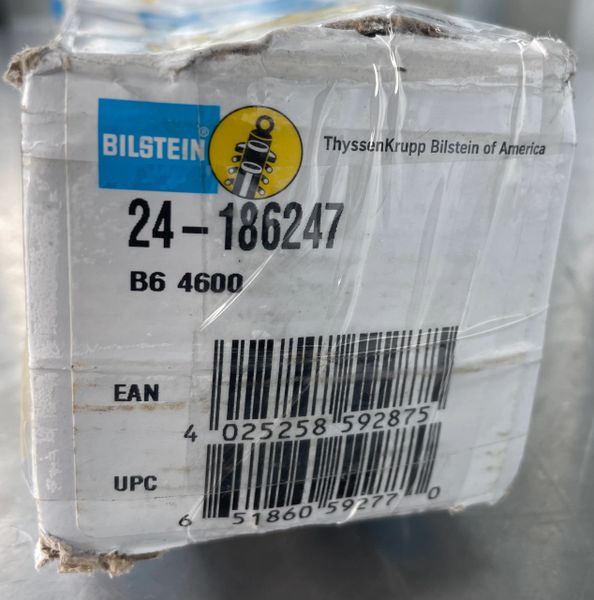 BILSTEIN®
ThyssenKrupp Bilstein of America
24-186247
B6 4600
EAN
4 025258 592875
UPC
6 51860 59277 0